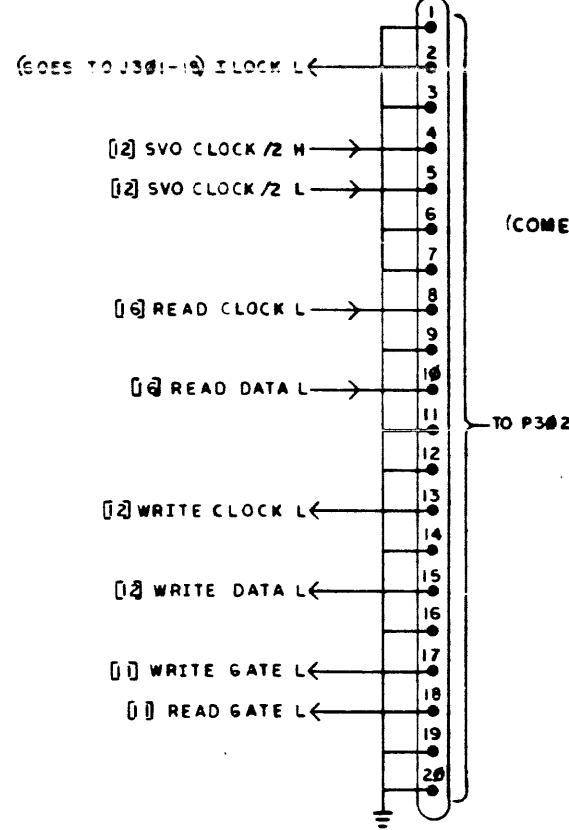 1
(GOES TO J3Ø1-19) ILOCK L 2
3
[12] SVO CLOCK /2 H 4
[12] SVO CLOCK /2 L 5
6
(COME
7
[16] READ CLOCK L 8
9
[16] READ DATA L 1Ø
11
TO P3Ø2
12
[12] WRITE CLOCK L 13
14
[12] WRITE DATA L 15
16
[11] WRITE GATE L 17
[11] READ GATE L 18
19
2Ø